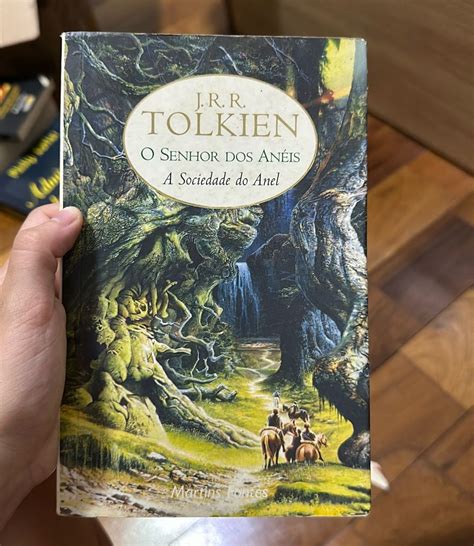 J. R. R.
TOLKIEN
O SENHOR DOS ANÉIS
A Sociedade do Anel
Martins Fontes